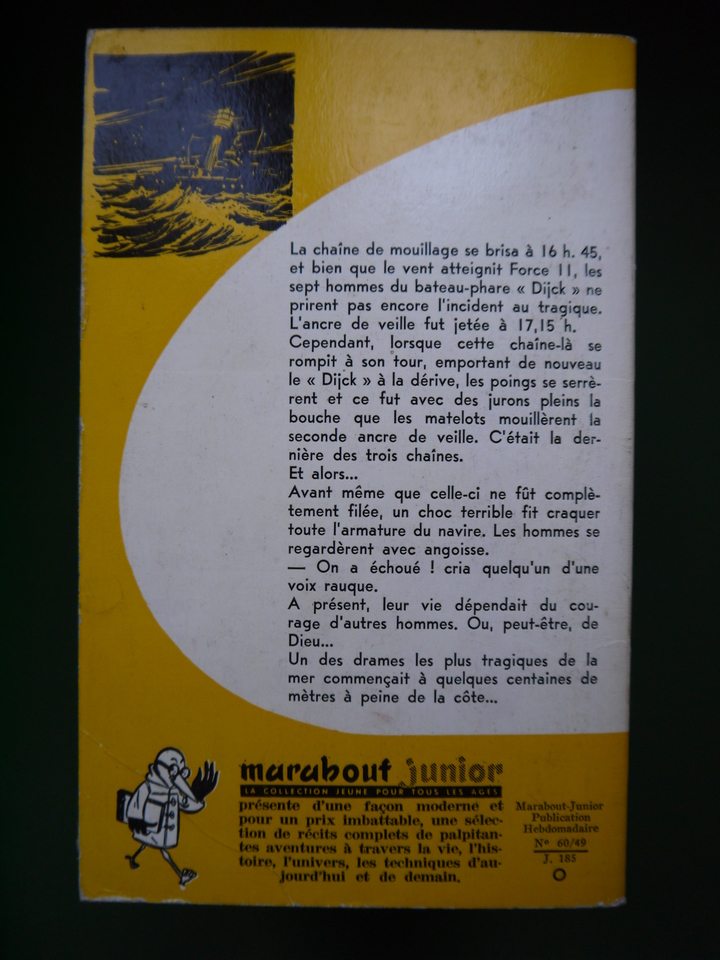 La chaîne de mouillage se brisa à 16 h. 45,
et bien que le vent atteignit Force 11, les
sept hommes du bateau-phare « Dijck » ne
prirent pas encore l'incident au tragique.
L'ancre de veille fut jetée à 17,15 h.
Cependant, lorsque cette chaîne-là se
rompit à son tour, emportant de nouveau
le « Dijck » à la dérive, les poings se serrè-
rent et ce fut avec des jurons pleins la
bouche que les matelots mouillèrent la
seconde ancre de veille. C'était la der-
nière des trois chaînes.
Et alors...
Avant même que celle-ci ne fût complè-
tement filée, un choc terrible fit craquer
toute l'armature du navire. Les hommes se
regardèrent avec angoisse.
— On a échoué ! cria quelqu'un d'une
voix rauque.
A présent, leur vie dépendait du cou-
rage d'autres hommes. Ou, peut-être, de
Dieu...
Un des drames les plus tragiques de la
mer commençait à quelques centaines de
mètres à peine de la côte...
marabout junior
LA COLLECTION JEUNE POUR TOUS LES AGES
présente d'une façon moderne et
pour un prix imbattable, une sélec-
tion de récits complets de palpitan-
tes aventures à travers la vie, l'his-
toire, l'univers, les techniques d'au-
jourd'hui et de demain.
Marabout-Junior
Publication
Hebdomadaire
N° 60/49
J. 185